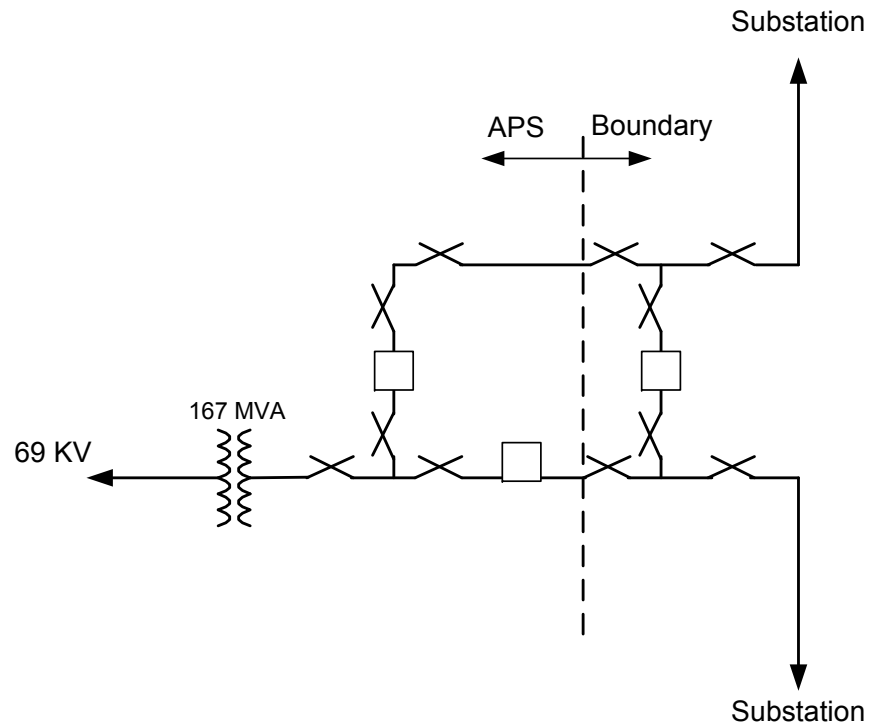 Substation
APS
Boundary
167 MVA
69 KV
Substation